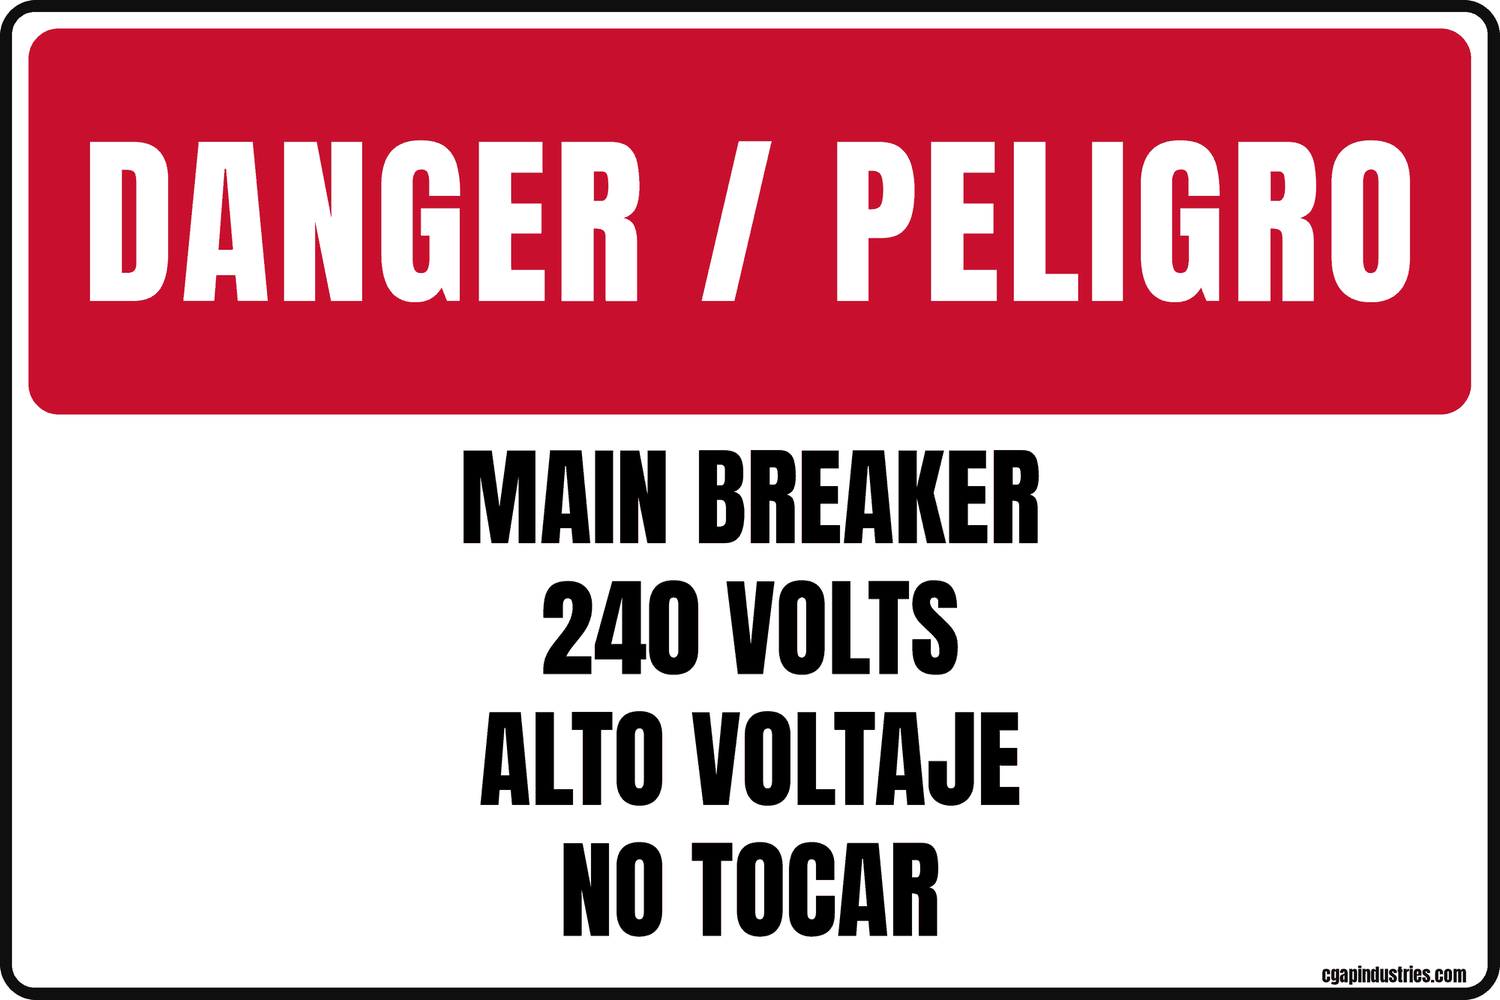 DANGER / PELIGRO
MAIN BREAKER
240 VOLTS
ALTO VOLTAJE
NO TOCAR
cgapindustries.com